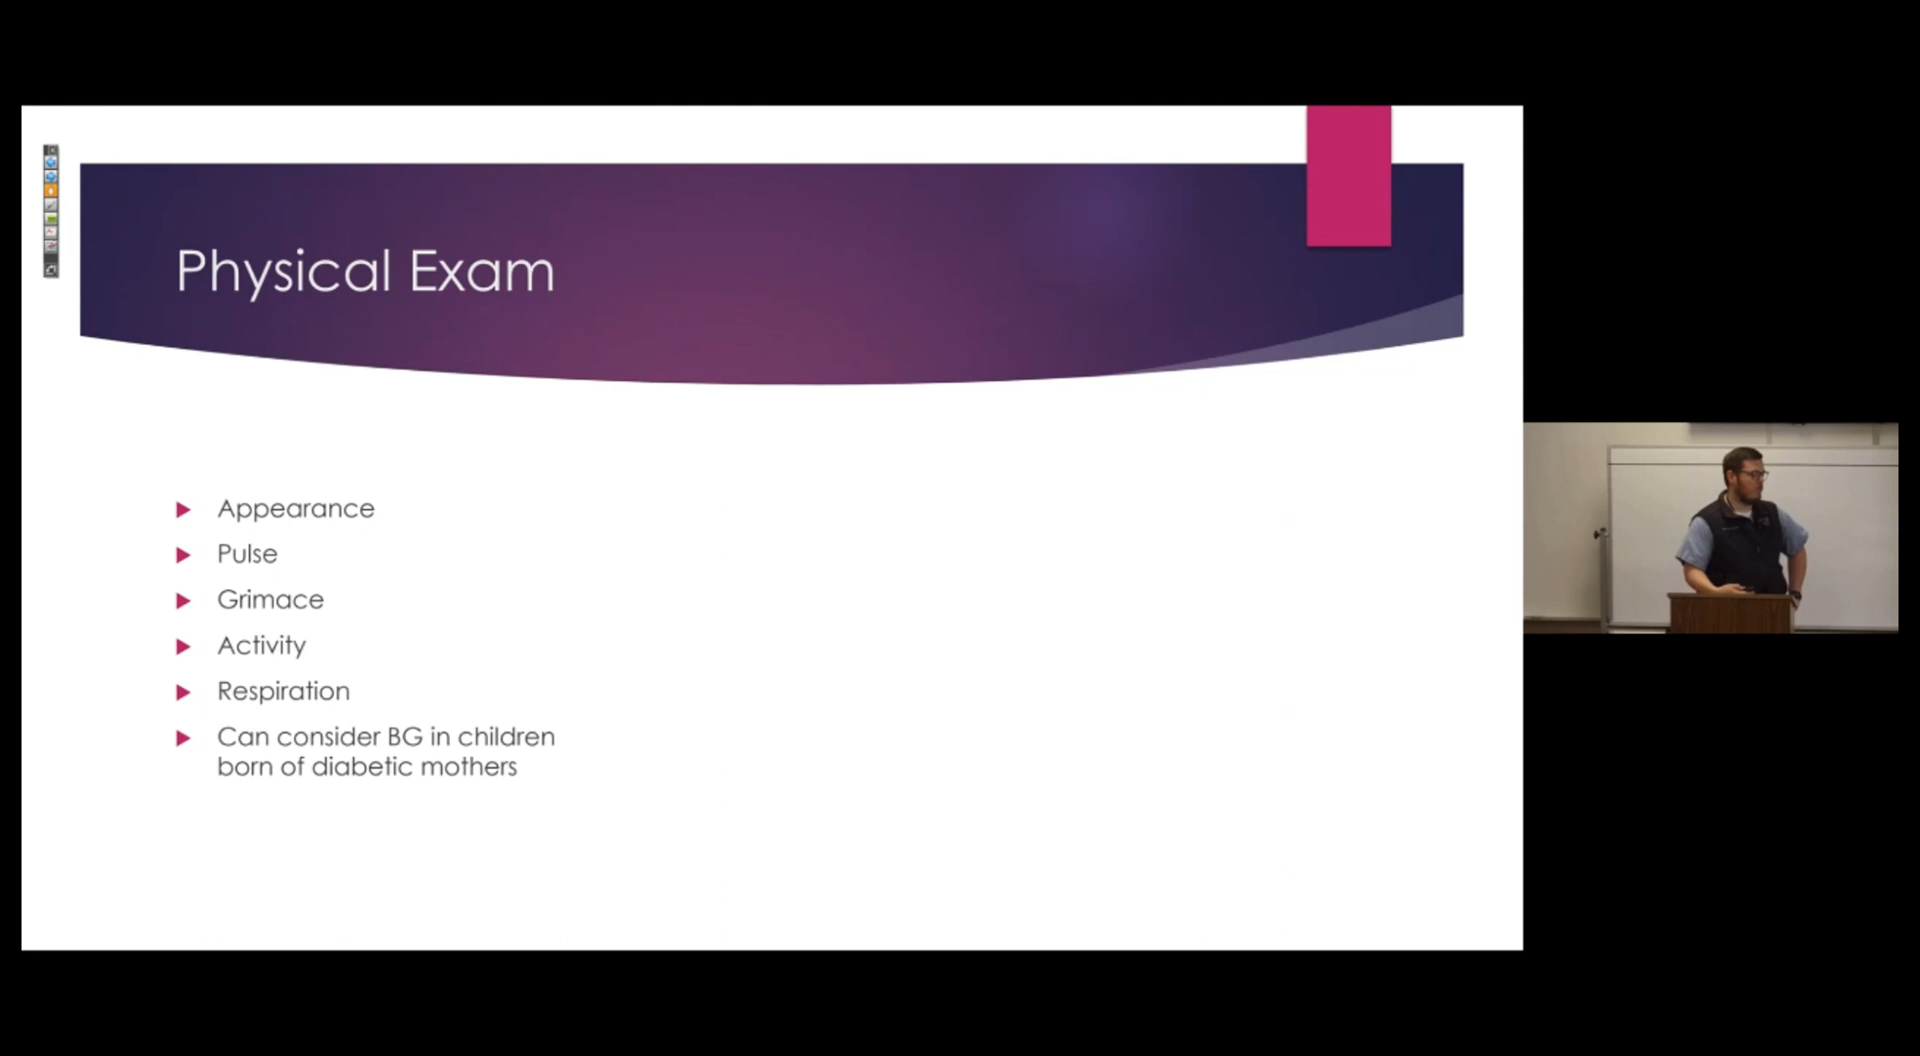 Physical Exam
Appearance
Pulse
Grimace
Activity
Respiration
Can consider BG in children
born of diabetic mothers